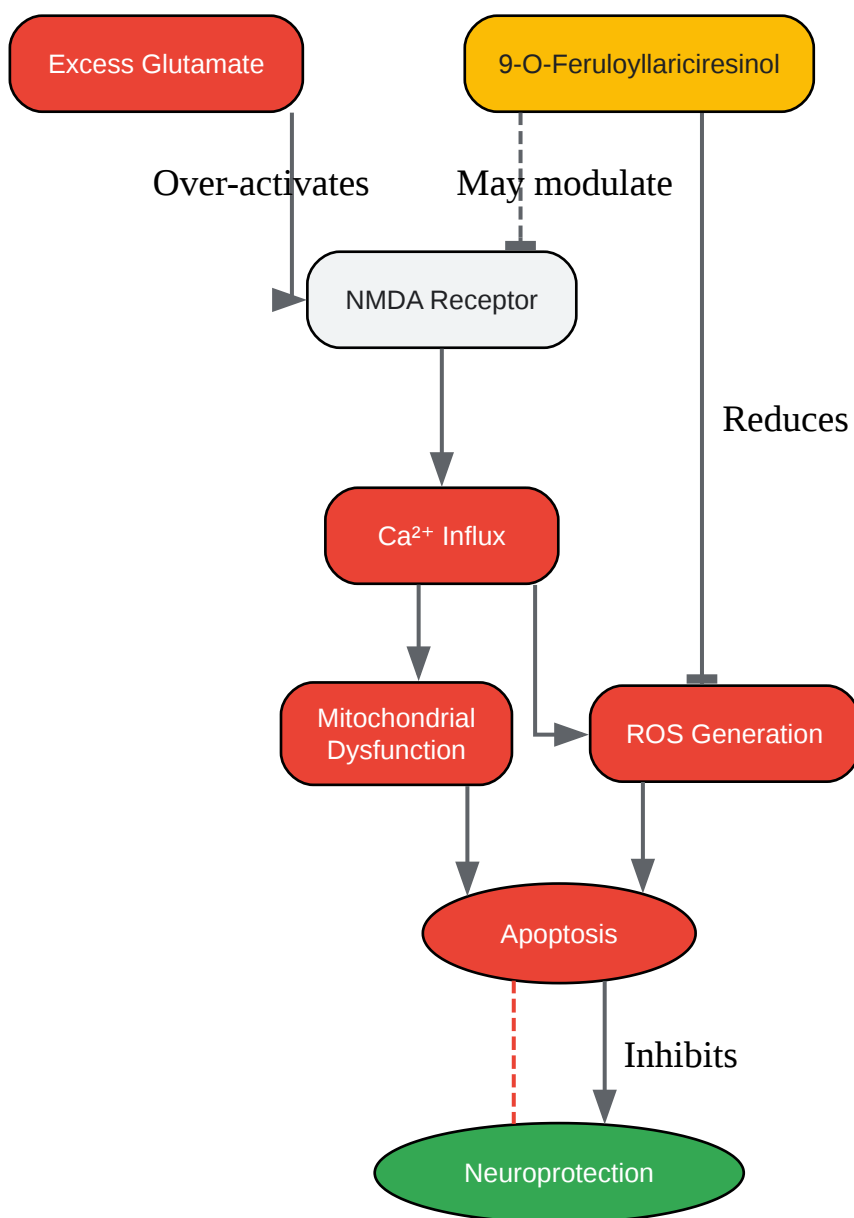 Excess Glutamate
9-O-Feruloyllariciresinol
Over-activates
May modulate
NMDA Receptor
Reduces
Ca²⁺ Influx
Mitochondrial
Dysfunction
ROS Generation
Apoptosis
Inhibits
Neuroprotection